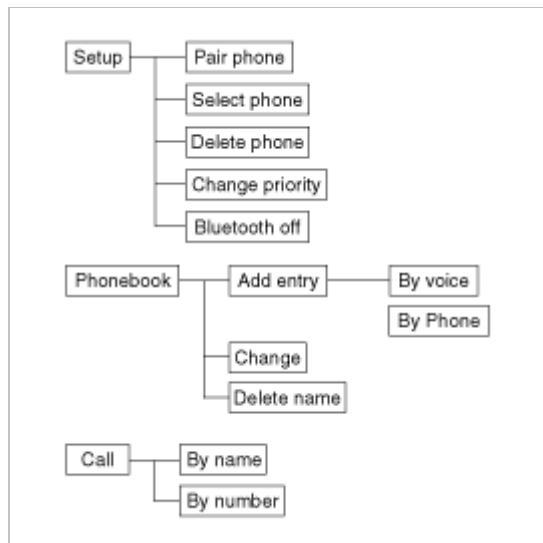 Setup
Pair phone
Select phone
Delete phone
Change priority
Bluetooth off
Phonebook
Add entry
By voice
By Phone
Change
Delete name
Call
By name
By number